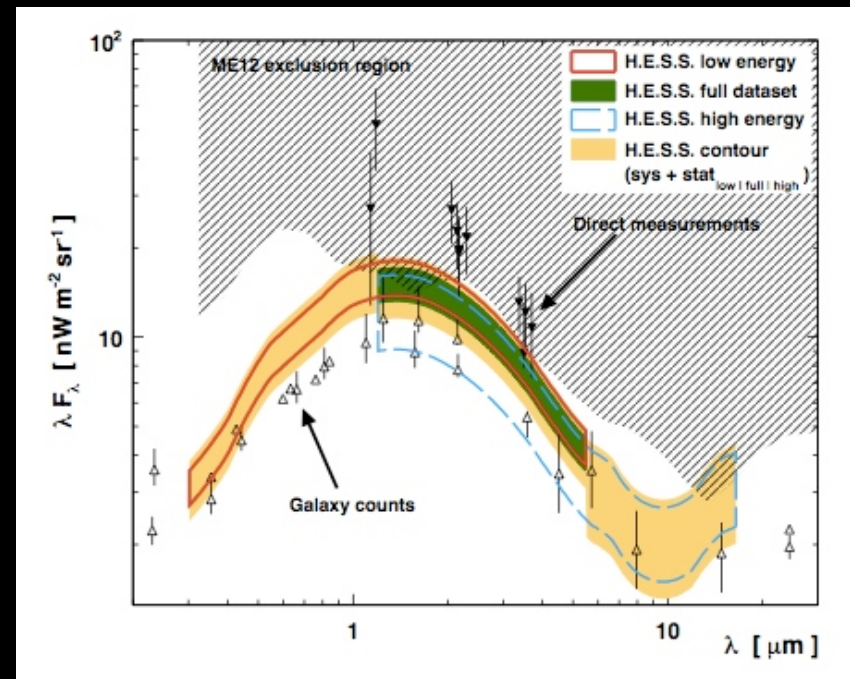 10²
ME12 exclusion region
H.E.S.S. low energy
H.E.S.S. full dataset
H.E.S.S. high energy
H.E.S.S. contour
(sys + stat low | full | high )
Direct measurements
10
λ Fλ [ nW m⁻² sr⁻¹ ]
Galaxy counts
1
10
λ [ μm ]